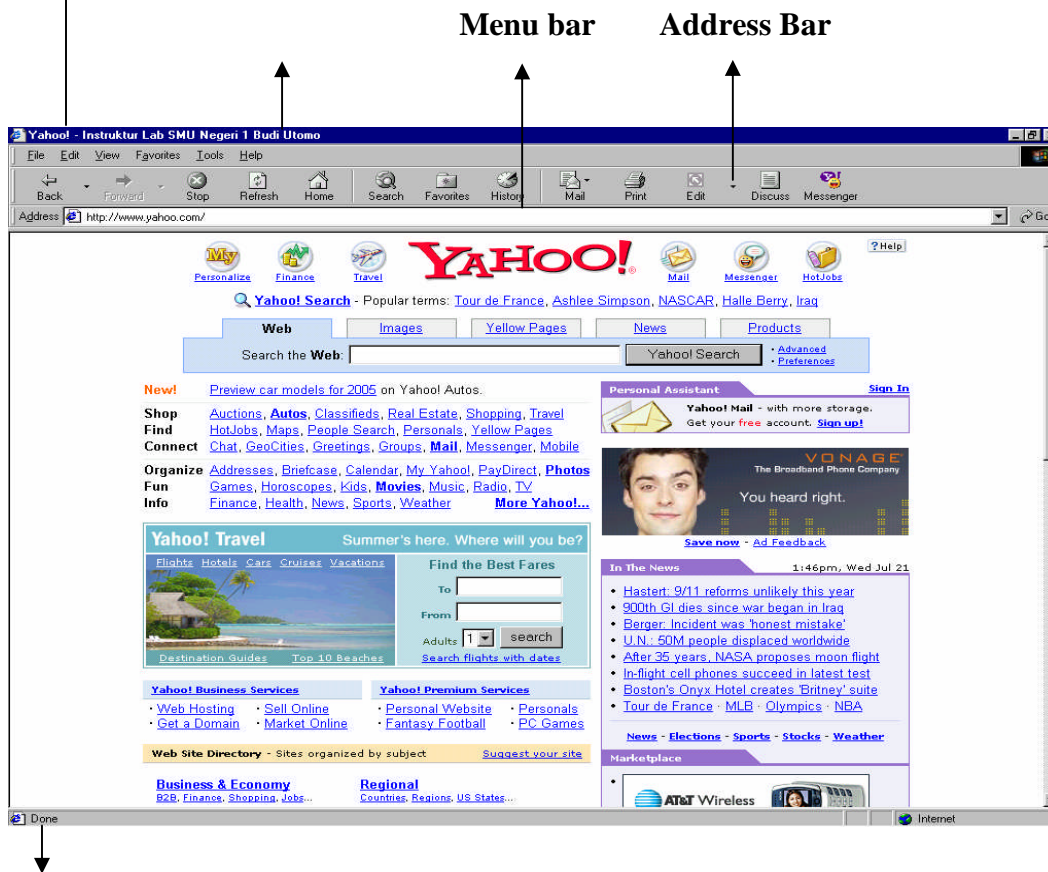 Menu bar Address Bar
Yahoo! - Instruktur Lab SMU Negeri 1 Budi Utomo
File Edit View Favorites Tools Help
Back Forward Stop Refresh Home Search Favorites History Mail Print Edit Discuss Messenger
Address http://www.yahoo.com/ Go
My YAHOO! ? Help
Personalize Finance Travel Mail Messenger HotJobs
Yahoo! Search - Popular terms: Tour de France, Ashlee Simpson, NASCAR, Halle Berry, Iraq
Web Images Yellow Pages News Products
Search the Web: Yahoo! Search · Advanced
· Preferences
New! Preview car models for 2005 on Yahoo! Autos.
Shop Auctions, Autos, Classifieds, Real Estate, Shopping, Travel
Find HotJobs, Maps, People Search, Personals, Yellow Pages
Connect Chat, GeoCities, Greetings, Groups, Mail, Messenger, Mobile
Organize Addresses, Briefcase, Calendar, My Yahoo!, PayDirect, Photos
Fun Games, Horoscopes, Kids, Movies, Music, Radio, TV
Info Finance, Health, News, Sports, Weather More Yahoo!...
Personal Assistant Sign In
Yahoo! Mail - with more storage.
Get your free account. Sign up!
VONAGE
The Broadband Phone Company
You heard right.
Save now - Ad Feedback
Yahoo! Travel Summer's here. Where will you be?
Flights Hotels Cars Cruises Vacations
Find the Best Fares
To
From
Adults 1 search
Destination Guides Top 10 Beaches Search flights with dates
In The News 1:46pm, Wed Jul 21
• Hastert: 9/11 reforms unlikely this year
• 900th GI dies since war began in Iraq
• Berger: Incident was 'honest mistake'
• U.N.: 50M people displaced worldwide
• After 35 years, NASA proposes moon flight
• In-flight cell phones succeed in latest test
• Boston's Onyx Hotel creates 'Britney' suite
• Tour de France · MLB · Olympics · NBA
News - Elections - Sports - Stocks - Weather
Yahoo! Business Services Yahoo! Premium Services
· Web Hosting · Sell Online · Personal Website · Personals
· Get a Domain · Market Online · Fantasy Football · PC Games
Web Site Directory - Sites organized by subject Suggest your site
Business & Economy Regional
B2B, Finance, Shopping, Jobs... Countries, Regions, US States...
Marketplace
• AT&T Wireless
Done Internet